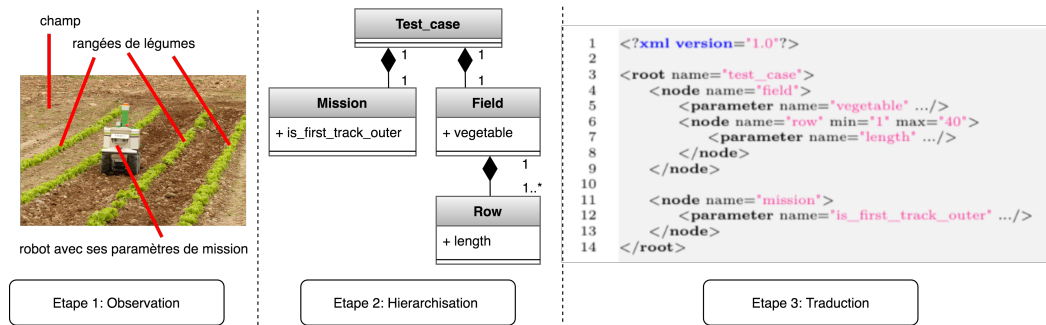 champ
rangées de légumes
robot avec ses paramètres de mission
Etape 1: Observation
Test_case
1
1
1
1
Mission
+ is_first_track_outer
Field
+ vegetable
1
1..*
Row
+ length
Etape 2: Hierarchisation
1 <?xml version="1.0"?>
2
3 <root name="test_case">
4 <node name="field">
5 <parameter name="vegetable" .../>
6 <node name="row" min="1" max="40">
7 <parameter name="length" .../>
8 </node>
9 </node>
10
11 <node name="mission">
12 <parameter name="is_first_track_outer" .../>
13 </node>
14 </root>
Etape 3: Traduction